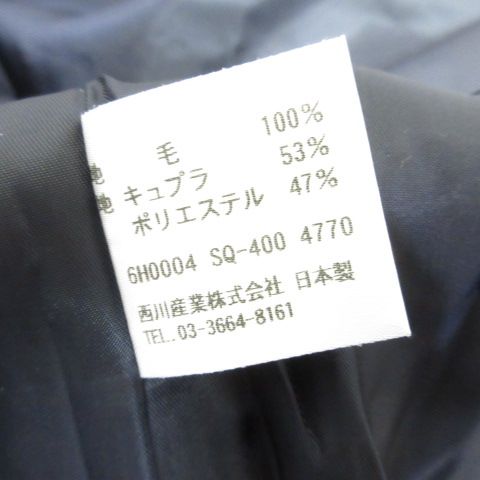 地 毛 100%
地 キュプラ 53%
ポリエステル 47%
6H0004 SQ-400 4770
西川産業株式会社 日本製
TEL. 03-3664-8161